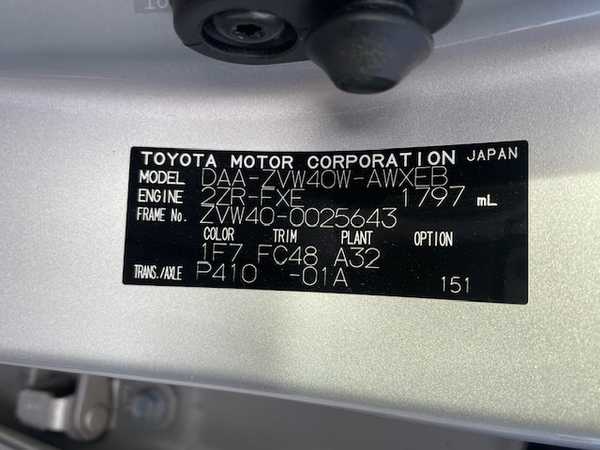 10
TOYOTA MOTOR CORPORATION JAPAN
MODEL DAA-ZVW40W-AWXEB
ENGINE 2ZR-FXE 1797 mL
FRAME No. ZVW40-0025643
COLOR TRIM PLANT OPTION
1F7 FC48 A32
TRANS./AXLE P410 -01A 151